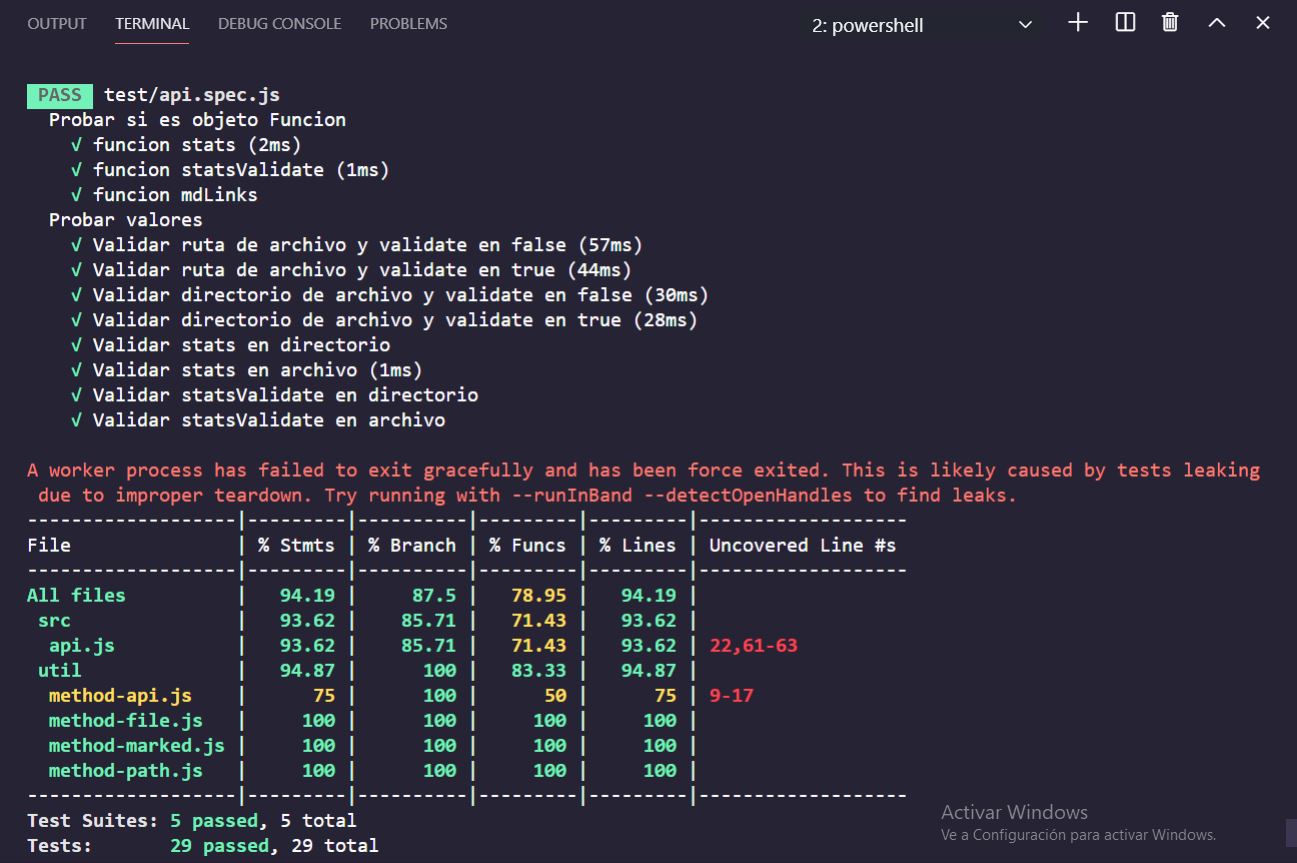 OUTPUT TERMINAL DEBUG CONSOLE PROBLEMS 2: powershell
PASS test/api.spec.js
Probar si es objeto Funcion
√ funcion stats (2ms)
√ funcion statsValidate (1ms)
√ funcion mdLinks
Probar valores
√ Validar ruta de archivo y validate en false (57ms)
√ Validar ruta de archivo y validate en true (44ms)
√ Validar directorio de archivo y validate en false (30ms)
√ Validar directorio de archivo y validate en true (28ms)
√ Validar stats en directorio
√ Validar stats en archivo (1ms)
√ Validar statsValidate en directorio
√ Validar statsValidate en archivo
A worker process has failed to exit gracefully and has been force exited. This is likely caused by tests leaking
due to improper teardown. Try running with --runInBand --detectOpenHandles to find leaks.
-------------------|---------|----------|---------|---------|-------------------
File | % Stmts | % Branch | % Funcs | % Lines | Uncovered Line #s
-------------------|---------|----------|---------|---------|-------------------
All files | 94.19 | 87.5 | 78.95 | 94.19 |
src | 93.62 | 85.71 | 71.43 | 93.62 |
api.js | 93.62 | 85.71 | 71.43 | 93.62 | 22,61-63
util | 94.87 | 100 | 83.33 | 94.87 |
method-api.js | 75 | 100 | 50 | 75 | 9-17
method-file.js | 100 | 100 | 100 | 100 |
method-marked.js | 100 | 100 | 100 | 100 |
method-path.js | 100 | 100 | 100 | 100 |
-------------------|---------|----------|---------|---------|-------------------
Test Suites: 5 passed, 5 total
Tests: 29 passed, 29 total
Activar Windows
Ve a Configuración para activar Windows.